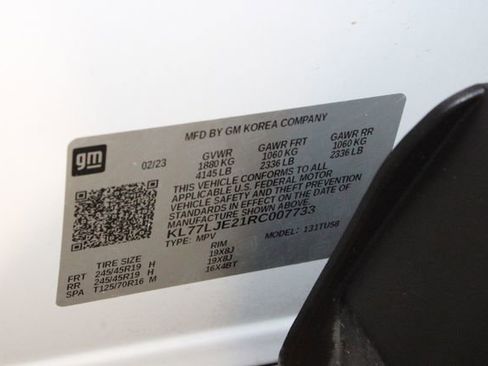 MFD BY GM KOREA COMPANY
gm
02/23
GVWR GAWR FRT GAWR RR
1880 KG 1060 KG 1060 KG
4145 LB 2336 LB 2336 LB
THIS VEHICLE CONFORMS TO ALL
APPLICABLE U.S. FEDERAL MOTOR
VEHICLE SAFETY AND THEFT PREVENTION
STANDARDS IN EFFECT ON THE DATE OF
MANUFACTURE SHOWN ABOVE.
KL77LJE21RC007733
TYPE: MPV MODEL: 131TU58
TIRE SIZE RIM
FRT 245/45R19 H 19X8J
RR 245/45R19 H 19X8J
SPA T125/70R16 M 16X4BT